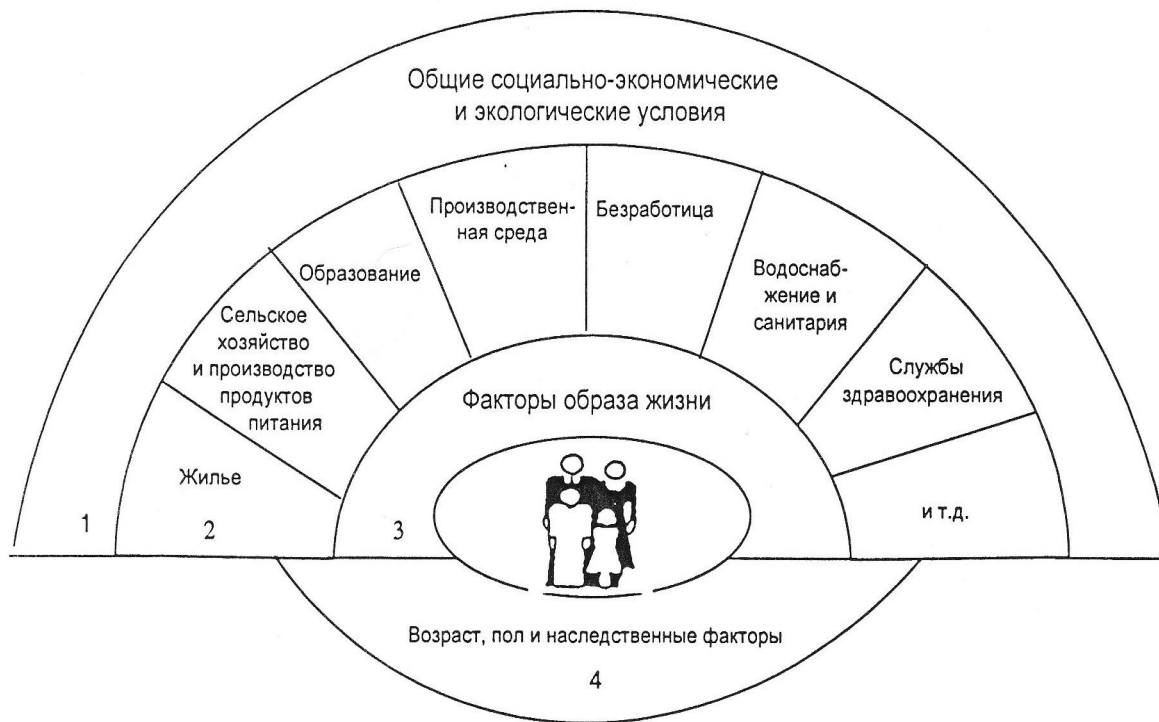 Общие социально-экономические
и экологические условия
Производствен-
ная среда
Безработица
Образование
Водоснаб-
жение и
санитария
Сельское
хозяйство
и производство
продуктов
питания
Службы
здравоохранения
Факторы образа жизни
Жилье
и т.д.
1
2
3
Возраст, пол и наследственные факторы
4